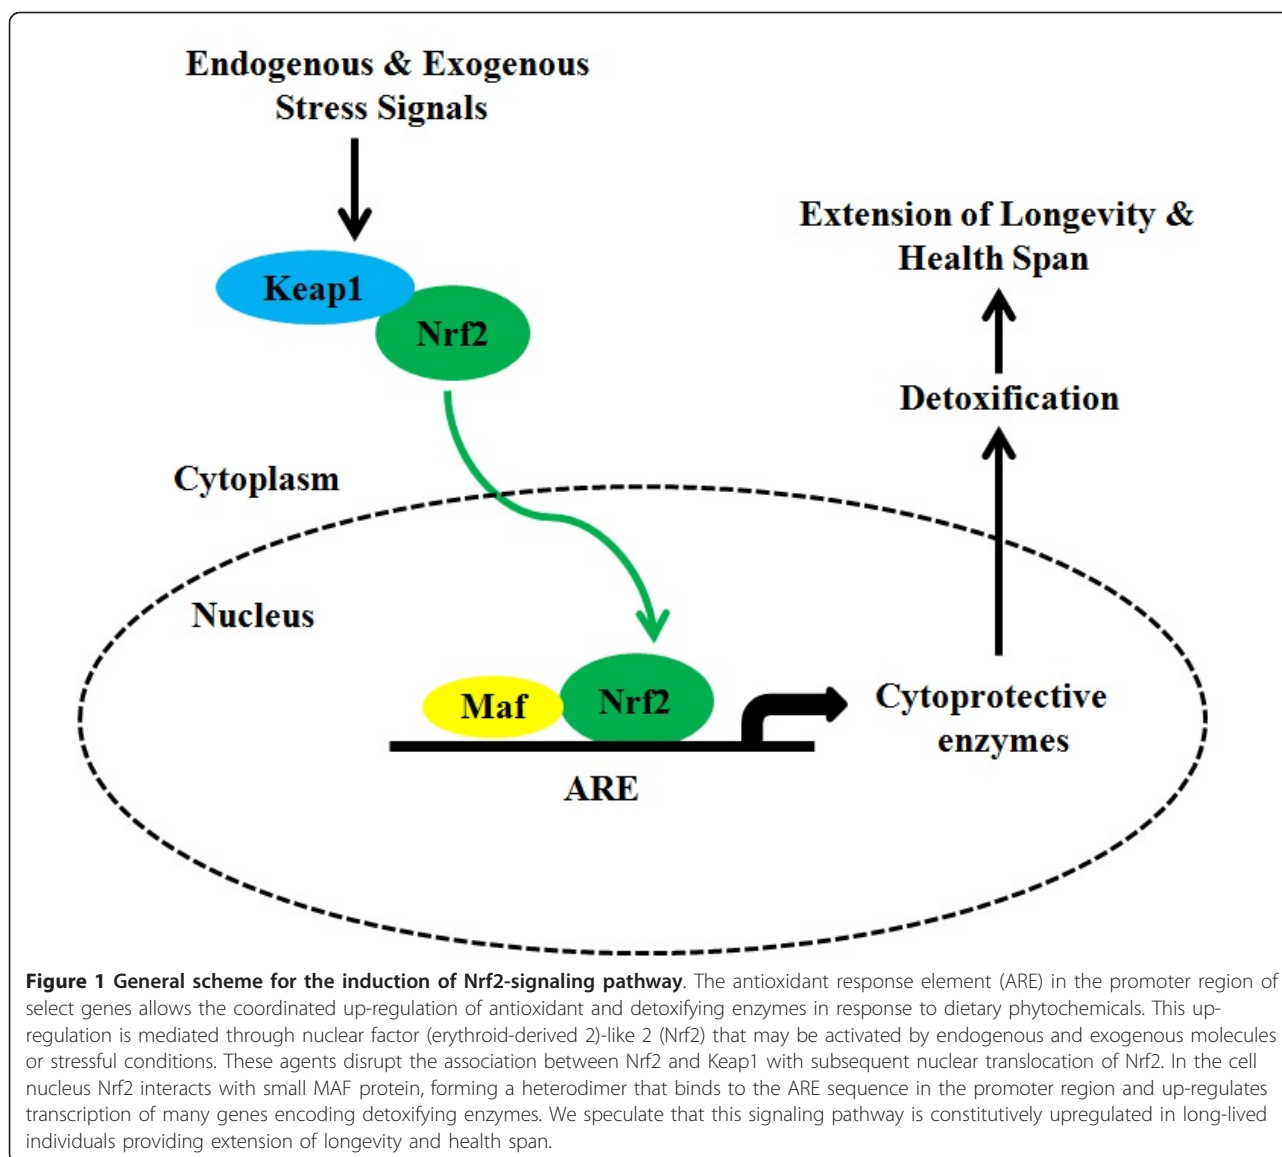 Endogenous & Exogenous
Stress Signals
Extension of Longevity &
Health Span
Keap1
Nrf2
Detoxification
Cytoplasm
Nucleus
Maf
Nrf2
Cytoprotective
enzymes
ARE
Figure 1 General scheme for the induction of Nrf2-signaling pathway. The antioxidant response element (ARE) in the promoter region of
select genes allows the coordinated up-regulation of antioxidant and detoxifying enzymes in response to dietary phytochemicals. This up-
regulation is mediated through nuclear factor (erythroid-derived 2)-like 2 (Nrf2) that may be activated by endogenous and exogenous molecules
or stressful conditions. These agents disrupt the association between Nrf2 and Keap1 with subsequent nuclear translocation of Nrf2. In the cell
nucleus Nrf2 interacts with small MAF protein, forming a heterodimer that binds to the ARE sequence in the promoter region and up-regulates
transcription of many genes encoding detoxifying enzymes. We speculate that this signaling pathway is constitutively upregulated in long-lived
individuals providing extension of longevity and health span.